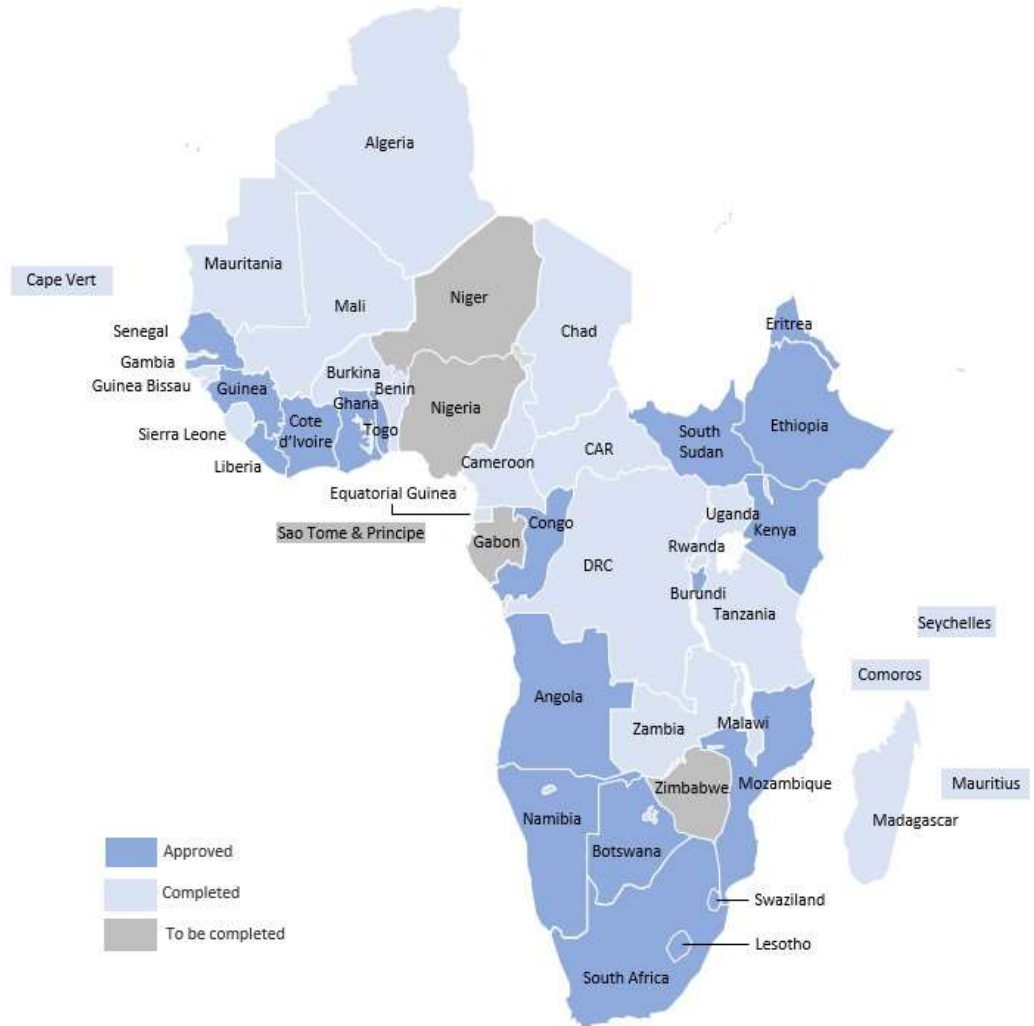 Algeria
Mauritania
Cape Vert
Mali
Niger
Chad
Senegal
Eritrea
Gambia
Burkina
Guinea Bissau
Guinea
Benin
Ghana
Nigeria
Cote
d'Ivoire
Togo
South
Sudan
Ethiopia
Sierra Leone
Liberia
Cameroon
CAR
Equatorial Guinea
Sao Tome & Principe
Gabon
Congo
Uganda
Kenya
Rwanda
DRC
Burundi
Tanzania
Seychelles
Comoros
Angola
Zambia
Malawi
Zimbabwe
Mozambique
Mauritius
Madagascar
Namibia
Botswana
Approved
Completed
To be completed
Swaziland
Lesotho
South Africa